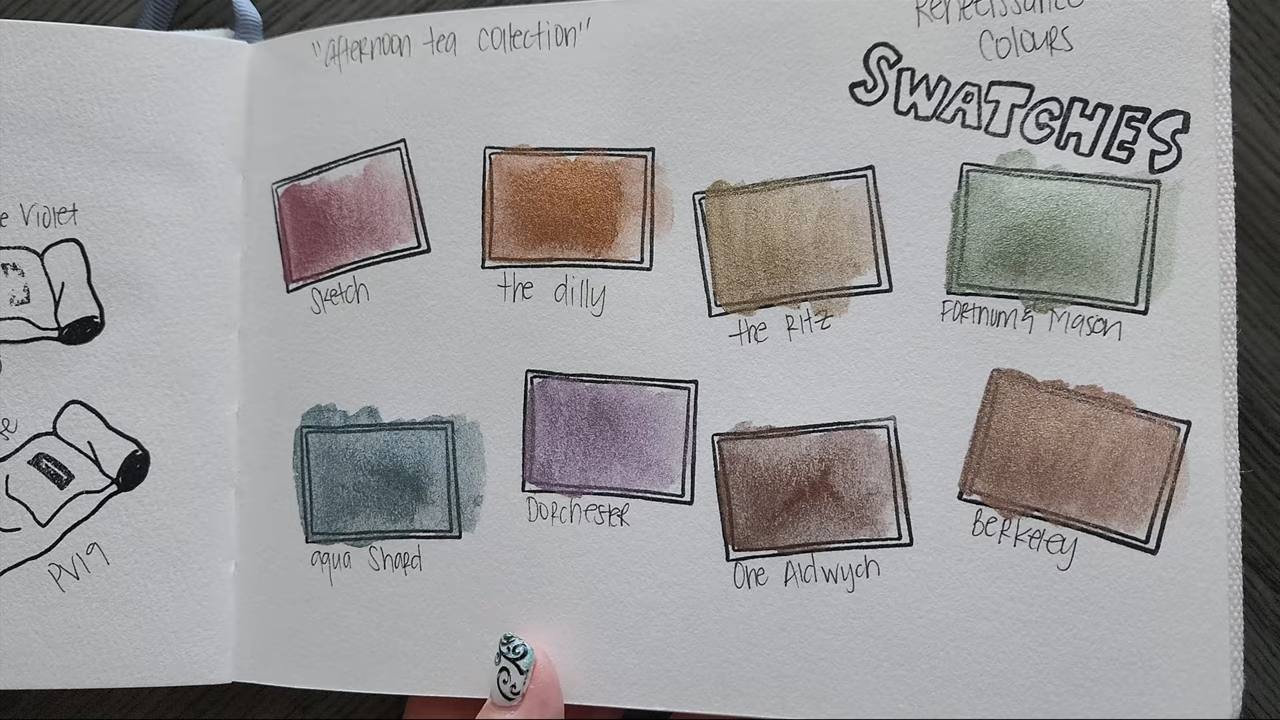 "afternoon tea collection"
Reneeissance
Colours
SWATCHES
Sketch
the dilly
the Ritz
Fortnum & Mason
aqua Shard
Dorchester
One Aldwych
Berkeley
Violet
PV19